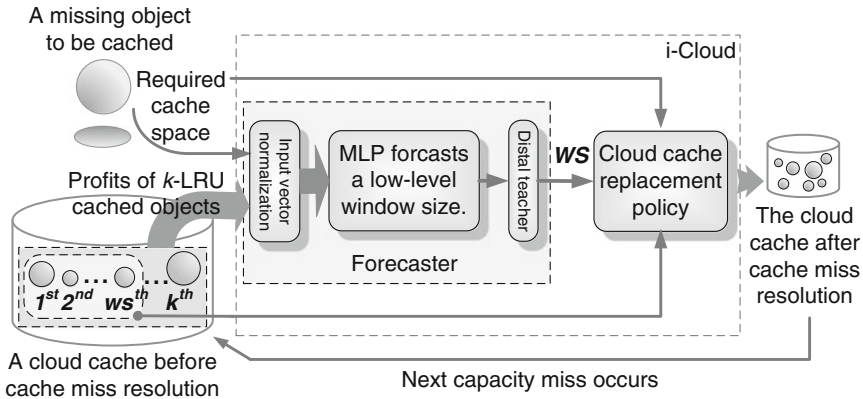 A missing object
to be cached
i-Cloud
Required
cache
space
Input vector
normalization
MLP forcasts
a low-level
window size.
Distal teacher
WS
Cloud cache
replacement
policy
Profits of k-LRU
cached objects
Forecaster
1st 2nd ... wsth ... kth
The cloud
cache after
cache miss
resolution
A cloud cache before
cache miss resolution
Next capacity miss occurs